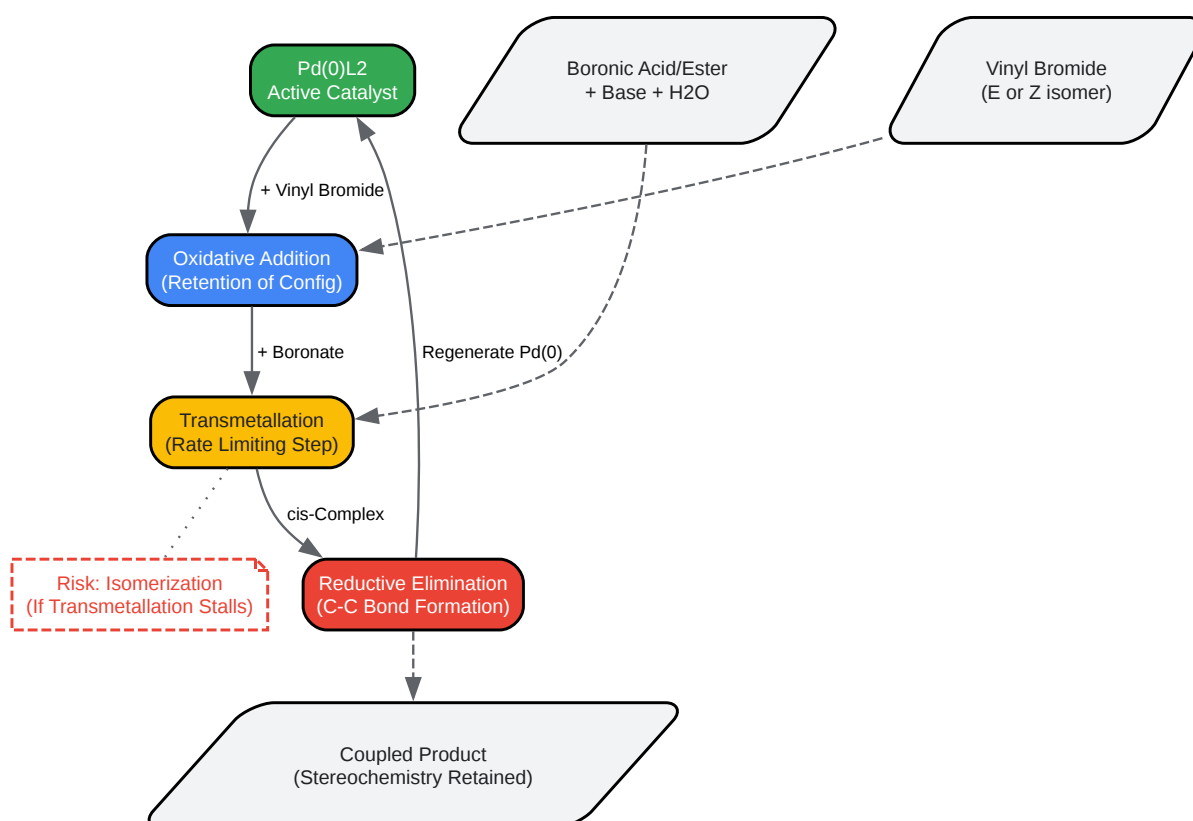 Pd(0)L2
Active Catalyst
Boronic Acid/Ester
+ Base + H2O
Vinyl Bromide
(E or Z isomer)
+ Vinyl Bromide
Oxidative Addition
(Retention of Config)
+ Boronate
Regenerate Pd(0)
Transmetallation
(Rate Limiting Step)
cis-Complex
Risk: Isomerization
(If Transmetallation Stalls)
Reductive Elimination
(C-C Bond Formation)
Coupled Product
(Stereochemistry Retained)